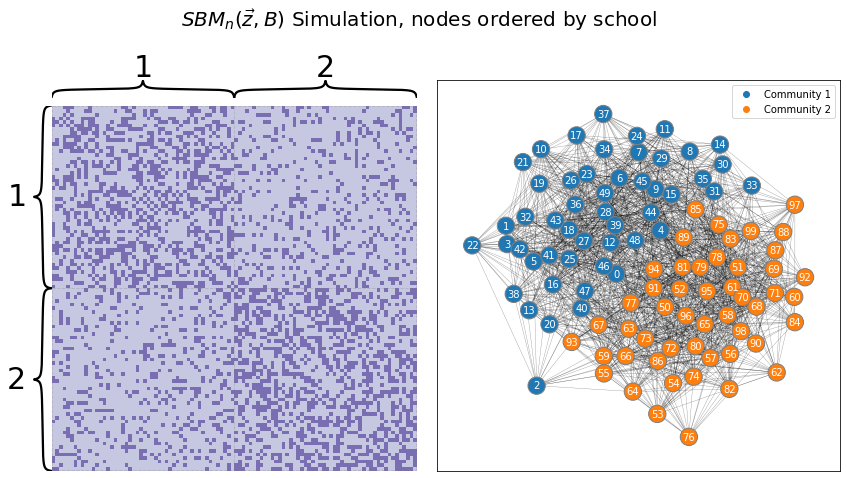 SBMₙ(z⃗, B) Simulation, nodes ordered by school
1 2
1
2
Community 1
Community 2
37
11
17 24
14
10 34 7 8
29
21 30
23 6
26 45 35
19 33
9 31
49 15
36 97
28 85
44
32 43 75
1 39
18 4 99 88
89 83
27 12 48
22 3
42 87
41 25 78
5
46 94 81 79 51 69
0 92
16 91 52 61
38 47 95 70 71 60
77
40 50 68
13 96 58
20 67 65 84
63 98
93 73
72 80 90
59 66 56
86 57
55 62
74
2 54
64 82
53
76